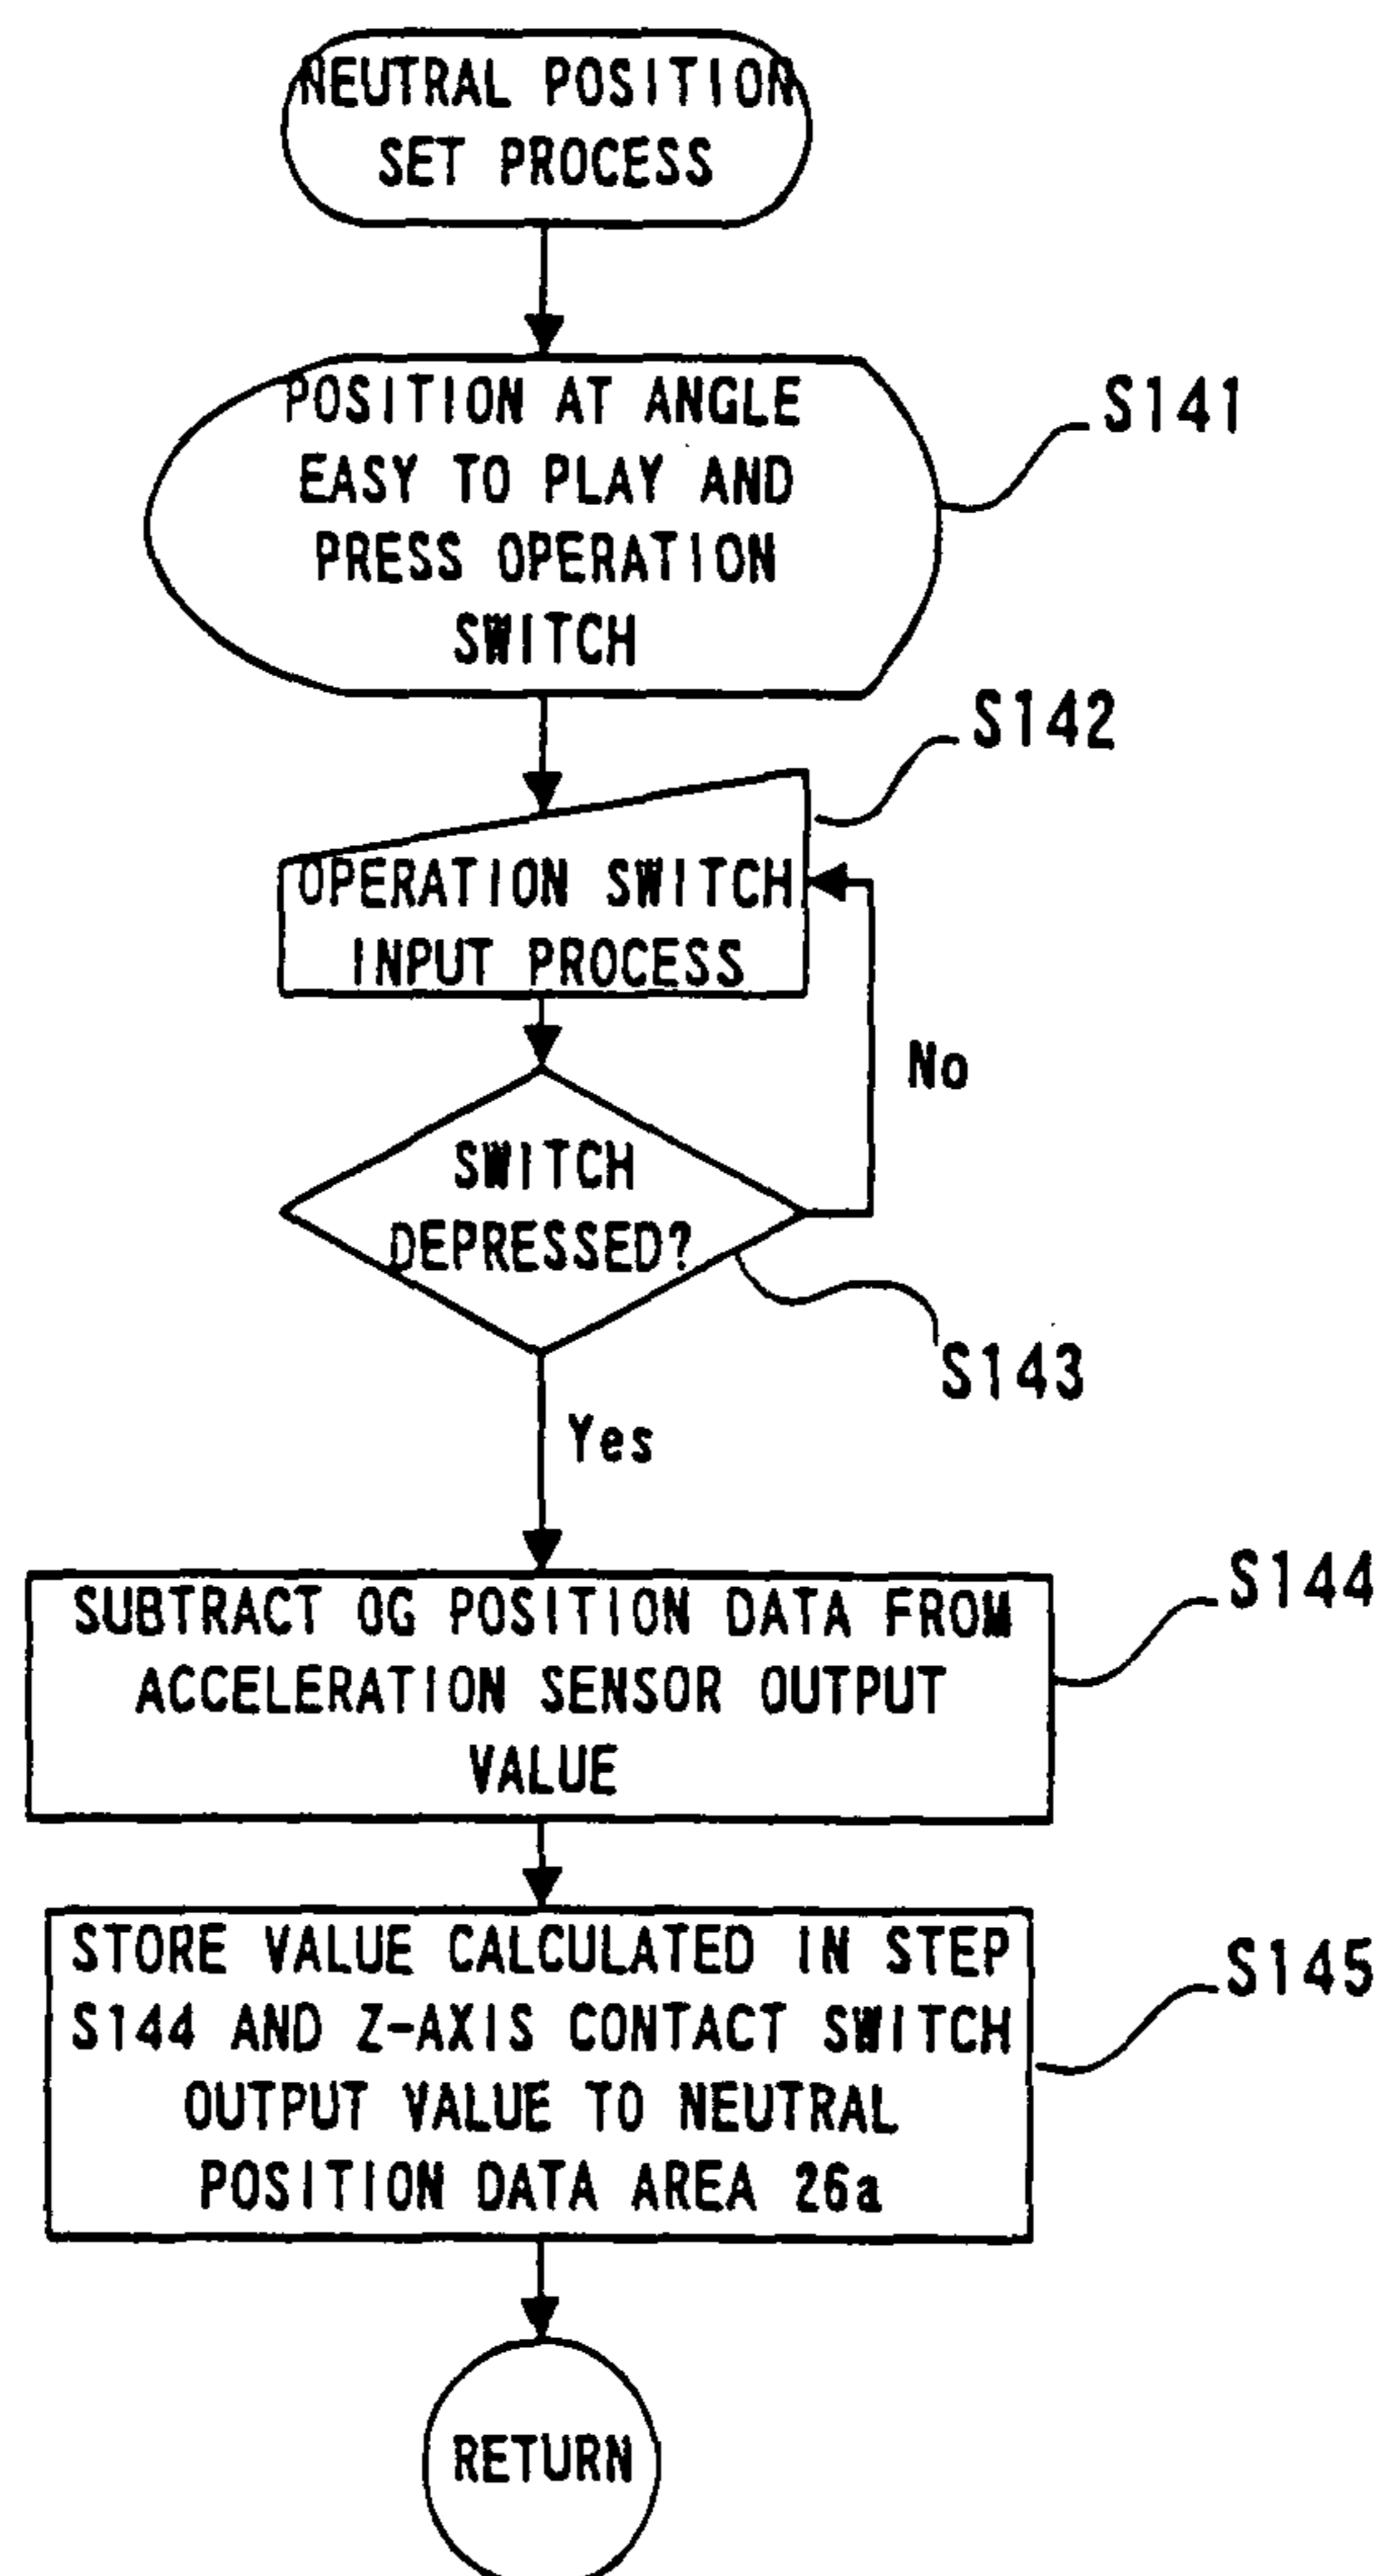 NEUTRAL POSITION
SET PROCESS
POSITION AT ANGLE
EASY TO PLAY AND
PRESS OPERATION
SWITCH
S141
S142
OPERATION SWITCH
INPUT PROCESS
No
SWITCH
DEPRESSED?
S143
Yes
SUBTRACT 0G POSITION DATA FROM
ACCELERATION SENSOR OUTPUT
VALUE
S144
STORE VALUE CALCULATED IN STEP
S144 AND Z-AXIS CONTACT SWITCH
OUTPUT VALUE TO NEUTRAL
POSITION DATA AREA 26a
S145
RETURN